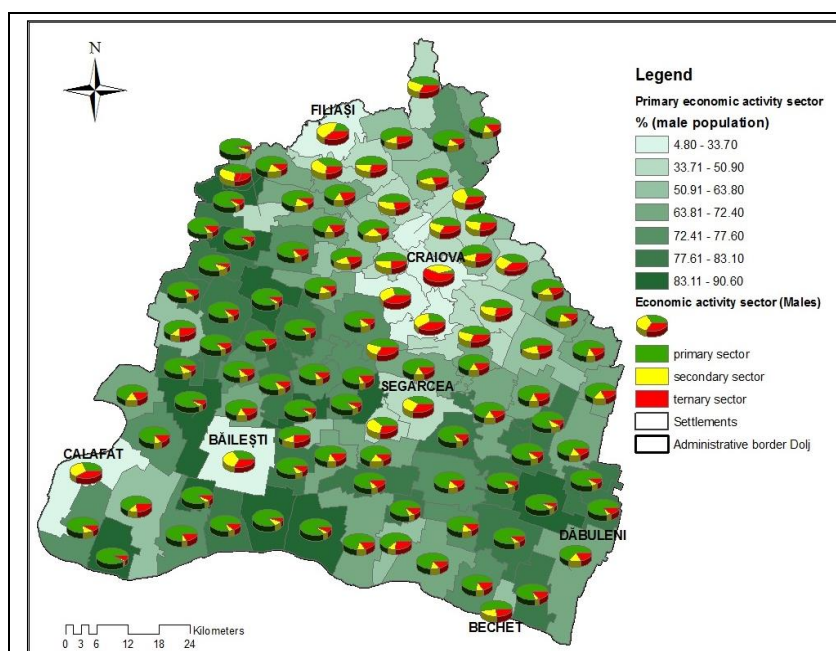 N
FILIAȘI
CRAIOVA
SEGARCEA
BĂILEȘTI
CALAFAT
DĂBULENI
BECHET
Legend
Primary economic activity sector
% (male population)
4.80 - 33.70
33.71 - 50.90
50.91 - 63.80
63.81 - 72.40
72.41 - 77.60
77.61 - 83.10
83.11 - 90.60
Economic activity sector (Males)
primary sector
secondary sector
ternary sector
Settlements
Administrative border Dolj
Kilometers
0 3 6 12 18 24